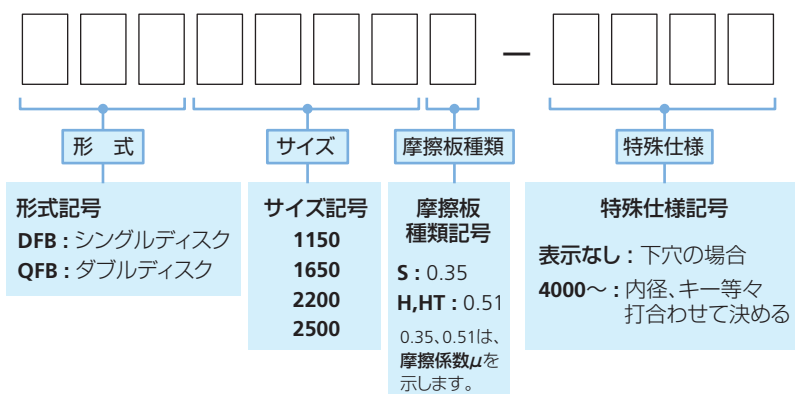 形 式
サイズ
摩擦板種類
特殊仕様
形式記号
DFB : シングルディスク
QFB : ダブルディスク
サイズ記号
1150
1650
2200
2500
摩擦板
種類記号
S : 0.35
H,HT : 0.51
0.35、0.51は、
摩擦係数μを
示します。
特殊仕様記号
表示なし : 下穴の場合
4000～ : 内径、キー等々
打合わせて決める